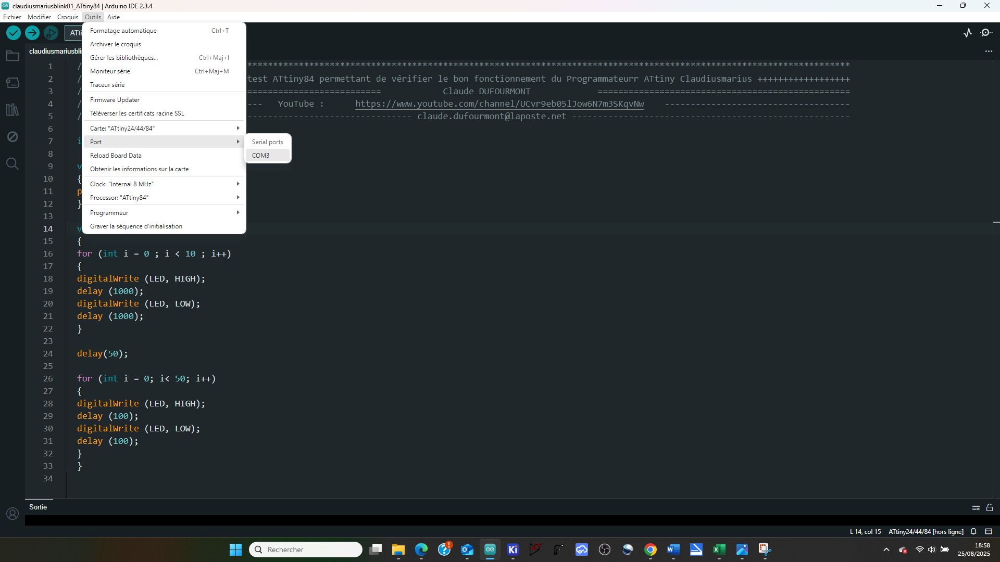 claudiusmariusblink01_ATtiny84 | Arduino IDE 2.3.4
Fichier Modifier Croquis Outils Aide
ATti
Formatage automatique Ctrl+T
Archiver le croquis
Gérer les bibliothèques... Ctrl+Maj+I
Moniteur série Ctrl+Maj+M
Traceur série
Firmware Updater
Téléverser les certificats racine SSL
Carte: "ATtiny24/44/84"
Port
Reload Board Data
Obtenir les informations sur la carte
Clock: "Internal 8 MHz"
Processor: "ATtiny84"
Programmeur
Graver la séquence d'initialisation
Serial ports
COM3
claudiusmariusbli
1 /
2 / test ATtiny84 permettant de vérifier le bon fonctionnement du Programmateurr ATtiny Claudiusmarius ++++++++++++++++++
3 / ========================== Claude DUFOURMONT =================================================
4 / --- YouTube : https://www.youtube.com/channel/UCvr9eb05lJow6N7m3SKqvNw ------------------------------------
5 / -------------------------------- claude.dufourmont@laposte.net ------------------------------------------------------
6
7 i
8
9 v
10 {
11 p
12 }
13
14 v
15 {
16 for (int i = 0 ; i < 10 ; i++)
17 {
18 digitalWrite (LED, HIGH);
19 delay (1000);
20 digitalWrite (LED, LOW);
21 delay (1000);
22 }
23
24 delay(50);
25
26 for (int i = 0; i< 50; i++)
27 {
28 digitalWrite (LED, HIGH);
29 delay (100);
30 digitalWrite (LED, LOW);
31 delay (100);
32 }
33 }
34
Sortie
L 14, col 15 ATtiny24/44/84 [hors ligne]
Rechercher
18:58
25/08/2025